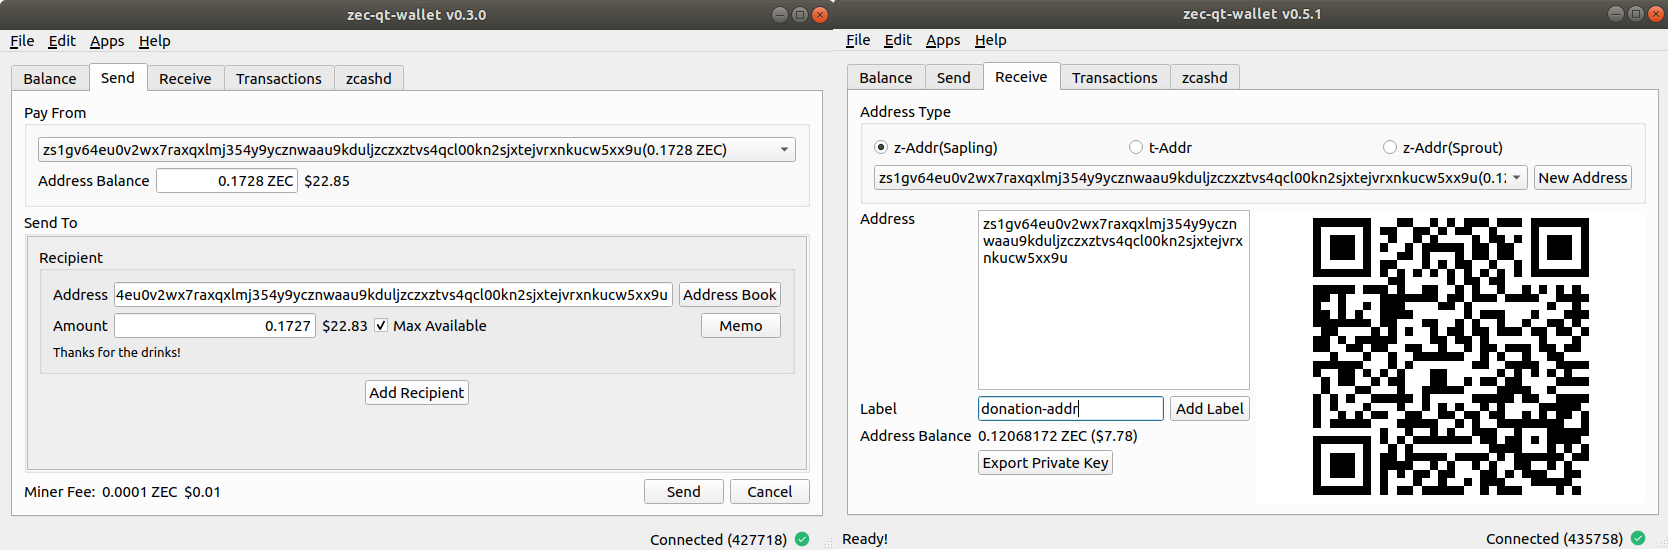 zec-qt-wallet v0.3.0
File Edit Apps Help
Balance Send Receive Transactions zcashd
Pay From
zs1gv64eu0v2wx7raxqxlmj354y9ycznwaau9kduljzczxztvs4qcl00kn2sjxtejvrxnkucw5xx9u(0.1728 ZEC)
Address Balance 0.1728 ZEC $22.85
Send To
Recipient
Address 4eu0v2wx7raxqxlmj354y9ycznwaau9kduljzczxztvs4qcl00kn2sjxtejvrxnkucw5xx9u Address Book
Amount 0.1727 $22.83 Max Available Memo
Thanks for the drinks!
Add Recipient
Miner Fee: 0.0001 ZEC $0.01 Send Cancel
Connected (427718)
zec-qt-wallet v0.5.1
File Edit Apps Help
Balance Send Receive Transactions zcashd
Address Type
z-Addr(Sapling) t-Addr z-Addr(Sprout)
zs1gv64eu0v2wx7raxqxlmj354y9ycznwaau9kduljzczxztvs4qcl00kn2sjxtejvrxnkucw5xx9u(0.12 New Address
Address zs1gv64eu0v2wx7raxqxlmj354y9yczn
waau9kduljzczxztvs4qcl00kn2sjxtejvrx
nkucw5xx9u
Label donation-addr Add Label
Address Balance 0.12068172 ZEC ($7.78)
Export Private Key
Ready! Connected (435758)